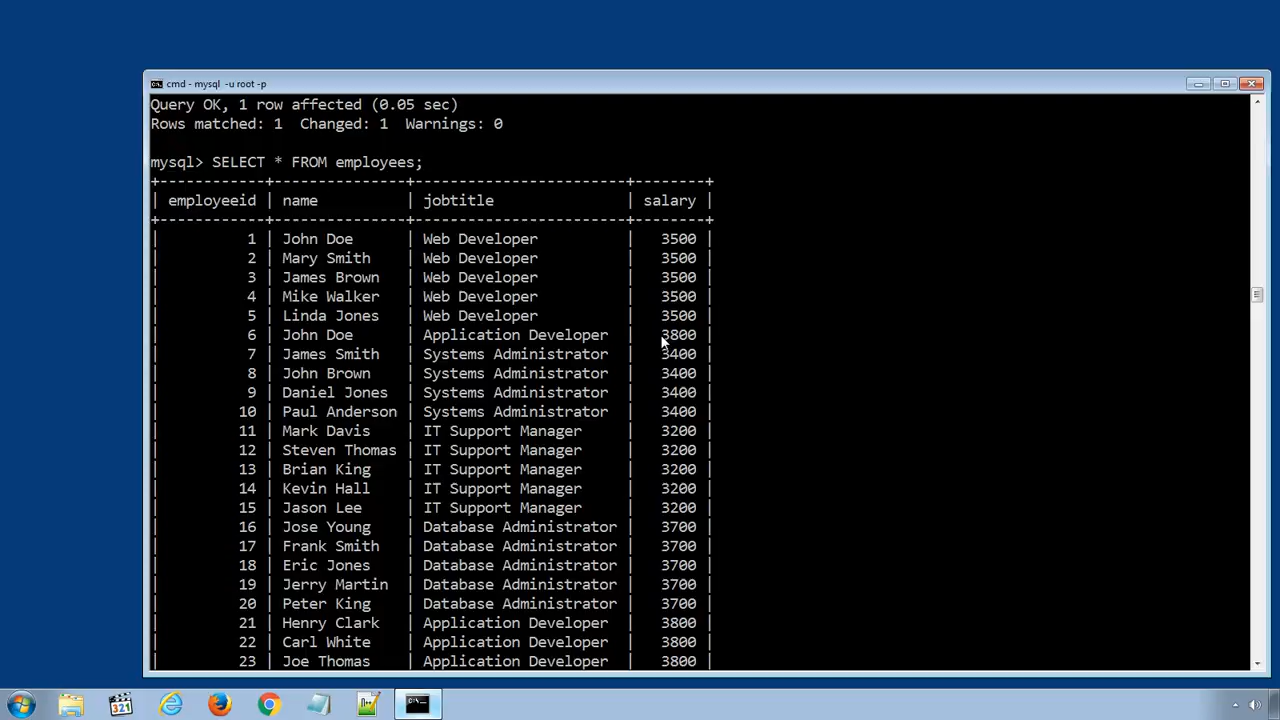 cmd - mysql  -u root -p
Query OK, 1 row affected (0.05 sec)
Rows matched: 1  Changed: 1  Warnings: 0
mysql> SELECT * FROM employees;
+------------+---------------+------------------------+--------+
| employeeid | name          | jobtitle               | salary |
+------------+---------------+------------------------+--------+
|          1 | John Doe      | Web Developer          |   3500 |
|          2 | Mary Smith    | Web Developer          |   3500 |
|          3 | James Brown   | Web Developer          |   3500 |
|          4 | Mike Walker   | Web Developer          |   3500 |
|          5 | Linda Jones   | Web Developer          |   3500 |
|          6 | John Doe      | Application Developer  |   3800 |
|          7 | James Smith   | Systems Administrator  |   3400 |
|          8 | John Brown    | Systems Administrator  |   3400 |
|          9 | Daniel Jones  | Systems Administrator  |   3400 |
|         10 | Paul Anderson | Systems Administrator  |   3400 |
|         11 | Mark Davis    | IT Support Manager     |   3200 |
|         12 | Steven Thomas | IT Support Manager     |   3200 |
|         13 | Brian King    | IT Support Manager     |   3200 |
|         14 | Kevin Hall    | IT Support Manager     |   3200 |
|         15 | Jason Lee     | IT Support Manager     |   3200 |
|         16 | Jose Young    | Database Administrator |   3700 |
|         17 | Frank Smith   | Database Administrator |   3700 |
|         18 | Eric Jones    | Database Administrator |   3700 |
|         19 | Jerry Martin  | Database Administrator |   3700 |
|         20 | Peter King    | Database Administrator |   3700 |
|         21 | Henry Clark   | Application Developer  |   3800 |
|         22 | Carl White    | Application Developer  |   3800 |
|         23 | Joe Thomas    | Application Developer  |   3800 |
321